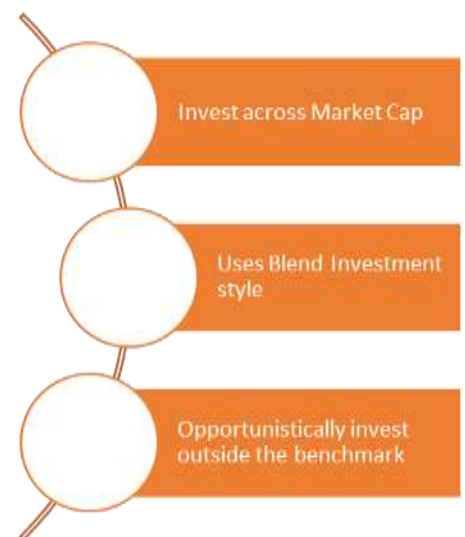 Invest across Market Cap
Uses Blend Investment
style
Opportunistically invest
outside the benchmark